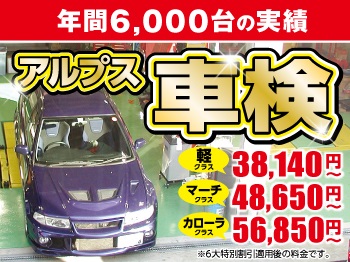 年間6,000台の実績
アルプス
車検
軽クラス 38,140円～
マーチクラス 48,650円～
カローラクラス 56,850円～
※6大特別割引適用後の料金です。